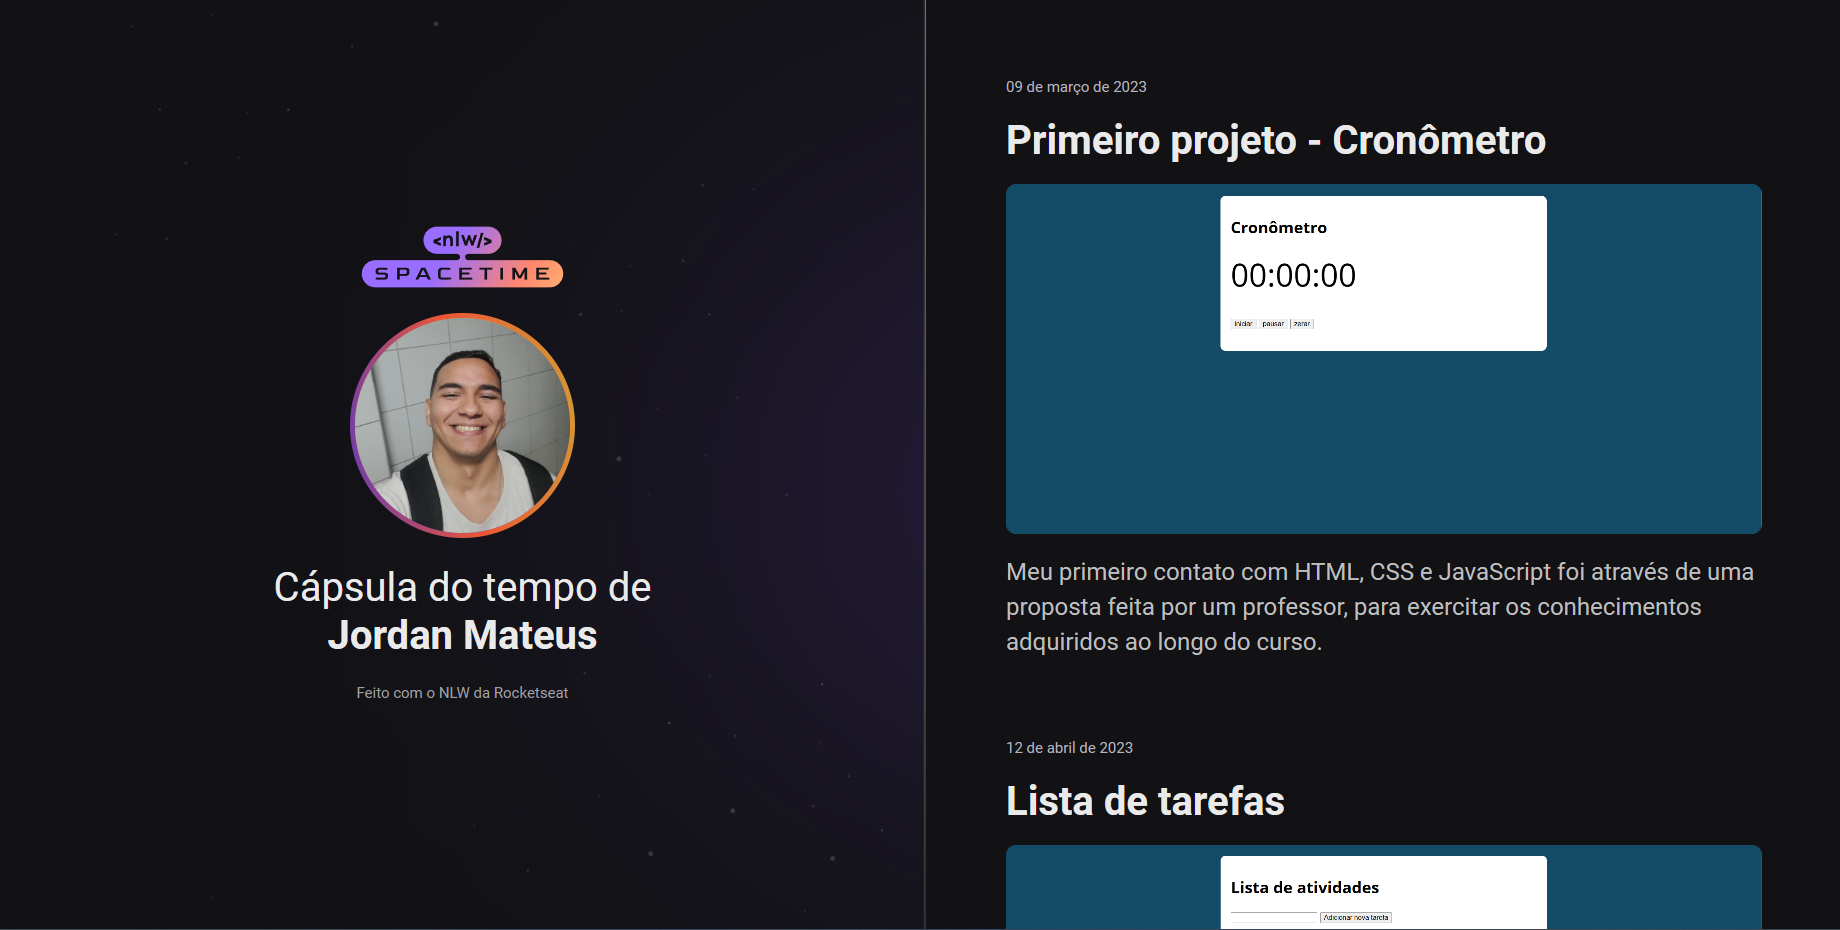 <nlw/>
SPACETIME
Cápsula do tempo de
Jordan Mateus
Feito com o NLW da Rocketseat
09 de março de 2023
Primeiro projeto - Cronômetro
Cronômetro
00:00:00
iniciar pausar zerar
Meu primeiro contato com HTML, CSS e JavaScript foi através de uma
proposta feita por um professor, para exercitar os conhecimentos
adquiridos ao longo do curso.
12 de abril de 2023
Lista de tarefas
Lista de atividades
Adicionar nova tarefa